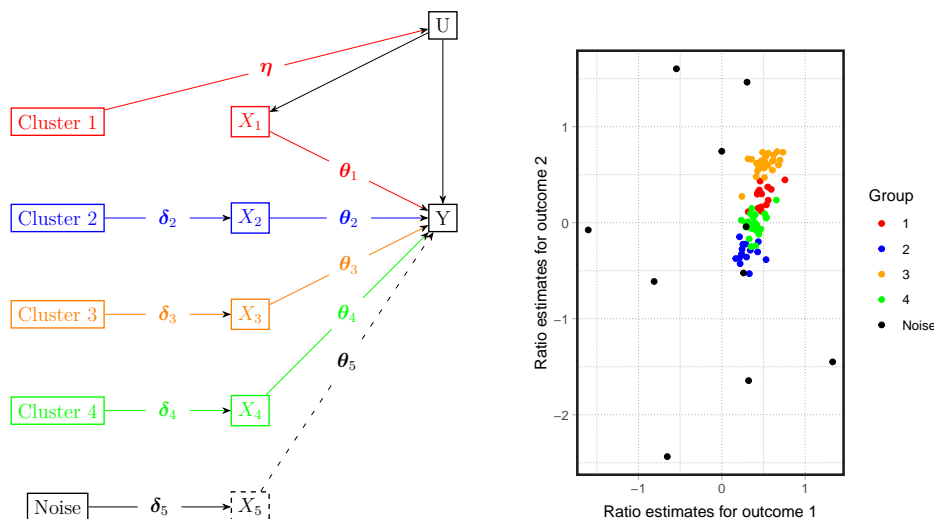 U
η
Cluster 1
X₁
θ₁
Cluster 2
δ₂
X₂
θ₂
Y
θ₃
Cluster 3
δ₃
X₃
θ₄
θ₅
Cluster 4
δ₄
X₄
Noise
δ₅
X₅
Ratio estimates for outcome 2
1
0
−1
−2
−1
0
1
Ratio estimates for outcome 1
Group
1
2
3
4
Noise